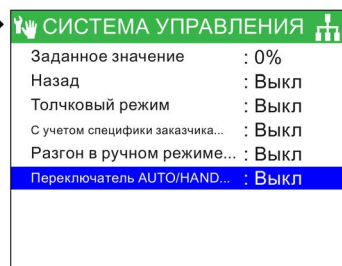 СИСТЕМА УПРАВЛЕНИЯ
Заданное значение : 0%
Назад : Выкл
Толчковый режим : Выкл
С учетом специфики заказчика... : Выкл
Разгон в ручном режиме... : Выкл
Переключатель AUTO/HAND... : Выкл